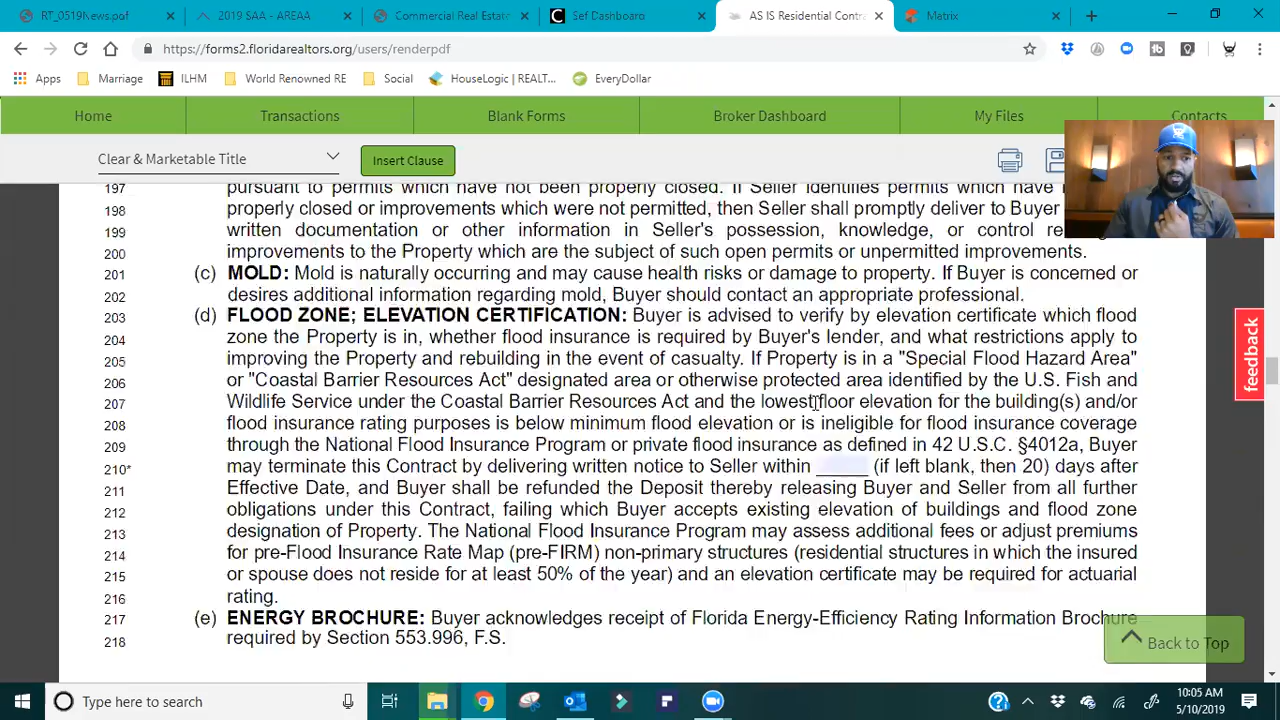 RT_0519News.pdf
2019 SAA - AREAA
Commercial Real Estate
Sef Dashboard
AS IS Residential Contra
Matrix
https://forms2.floridarealtors.org/users/renderpdf
Apps
Marriage
ILHM
World Renowned RE
Social
HouseLogic | REALT...
EveryDollar
Home
Transactions
Blank Forms
Broker Dashboard
My Files
Contacts
Clear & Marketable Title
Insert Clause
197 pursuant to permits which have not been properly closed. If Seller identifies permits which have
198 properly closed or improvements which were not permitted, then Seller shall promptly deliver to Buyer
199 written documentation or other information in Seller's possession, knowledge, or control
200 improvements to the Property which are the subject of such open permits or unpermitted improvements.
201 (c) MOLD: Mold is naturally occurring and may cause health risks or damage to property. If Buyer is concerned or
202 desires additional information regarding mold, Buyer should contact an appropriate professional.
203 (d) FLOOD ZONE; ELEVATION CERTIFICATION: Buyer is advised to verify by elevation certificate which flood
204 zone the Property is in, whether flood insurance is required by Buyer's lender, and what restrictions apply to
205 improving the Property and rebuilding in the event of casualty. If Property is in a "Special Flood Hazard Area"
206 or "Coastal Barrier Resources Act" designated area or otherwise protected area identified by the U.S. Fish and
207 Wildlife Service under the Coastal Barrier Resources Act and the lowest floor elevation for the building(s) and/or
208 flood insurance rating purposes is below minimum flood elevation or is ineligible for flood insurance coverage
209 through the National Flood Insurance Program or private flood insurance as defined in 42 U.S.C. §4012a, Buyer
210* may terminate this Contract by delivering written notice to Seller within _____ (if left blank, then 20) days after
211 Effective Date, and Buyer shall be refunded the Deposit thereby releasing Buyer and Seller from all further
212 obligations under this Contract, failing which Buyer accepts existing elevation of buildings and flood zone
213 designation of Property. The National Flood Insurance Program may assess additional fees or adjust premiums
214 for pre-Flood Insurance Rate Map (pre-FIRM) non-primary structures (residential structures in which the insured
215 or spouse does not reside for at least 50% of the year) and an elevation certificate may be required for actuarial
216 rating.
217 (e) ENERGY BROCHURE: Buyer acknowledges receipt of Florida Energy-Efficiency Rating Information Brochure
218 required by Section 553.996, F.S.
feedback
Back to Top
Type here to search
10:05 AM
5/10/2019